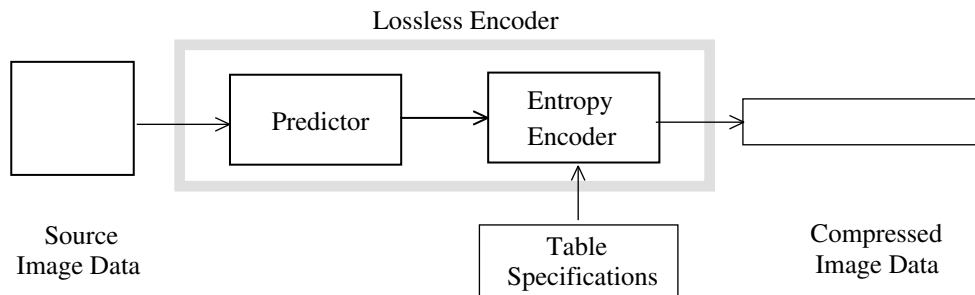 Lossless Encoder
Predictor
Entropy
Encoder
Source
Image Data
Table
Specifications
Compressed
Image Data